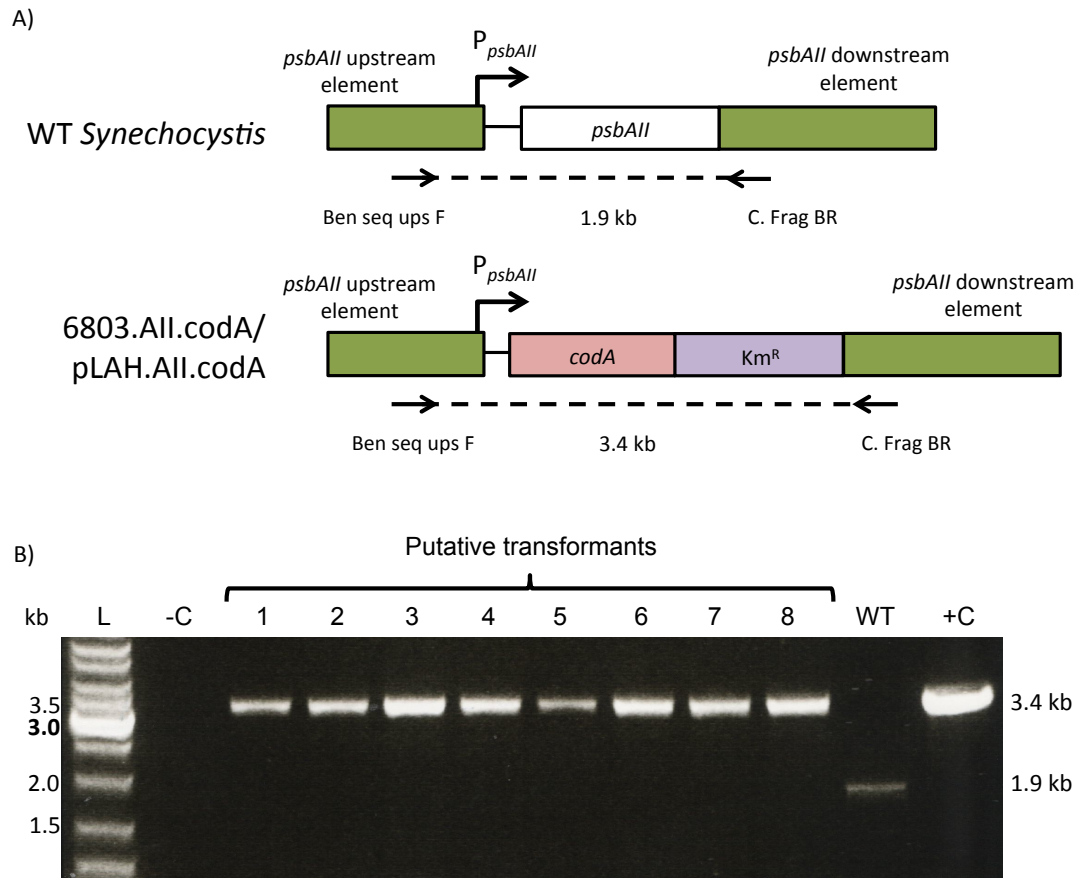 A)
P psbAII
psbAII upstream element
psbAII downstream element
WT Synechocystis
psbAII
Ben seq ups F
1.9 kb
C. Frag BR
P psbAII
psbAII upstream element
psbAII downstream element
6803.AII.codA/
pLAH.AII.codA
codA
Km^R
Ben seq ups F
3.4 kb
C. Frag BR
B)
Putative transformants
kb L -C 1 2 3 4 5 6 7 8 WT +C
3.5
3.4 kb
3.0
2.0
1.9 kb
1.5